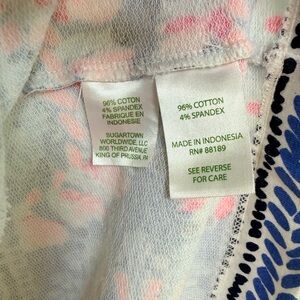 96% COTTON
4% SPANDEX
FABRIQUE EN
INDONESIE
SUGARTOWN
WORLDWIDE, LLC
800 THIRD AVENUE
KING OF PRUSSIA, PA
96% COTTON
4% SPANDEX
MADE IN INDONESIA
RN# 88189
SEE REVERSE
FOR CARE